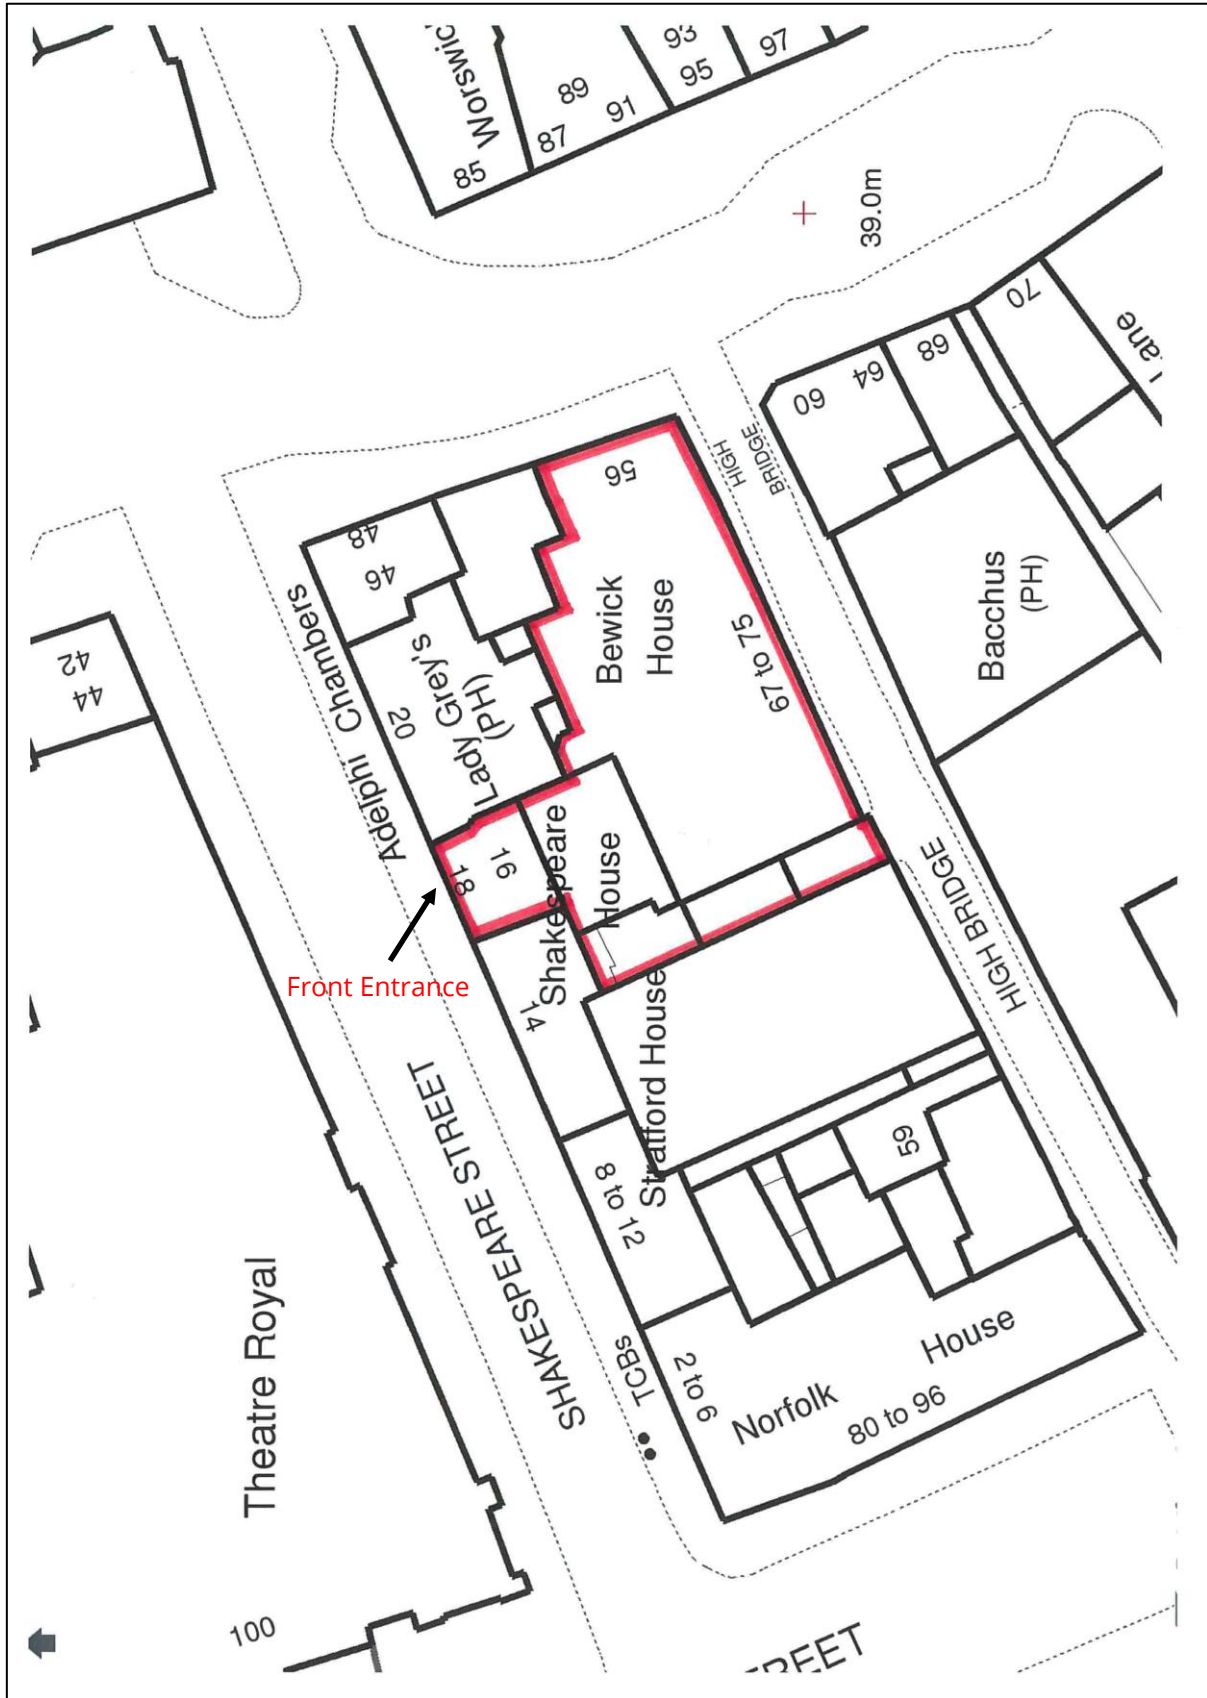 Worswic
85
87
89
91
93
95
97
39.0m
70
ane
68
64
60
HIGH
BRIDGE
56
48
46
Adelphi Chambers
42
44
20
Lady Grey's
(PH)
Bewick
House
67 to 75
Bacchus
(PH)
18
16
Shakespeare
House
Front Entrance
14
Stratford House
HIGH BRIDGE
SHAKESPEARE STREET
8 to 12
59
Theatre Royal
TCBs
2 to 6
Norfolk
House
80 to 96
100
TREET